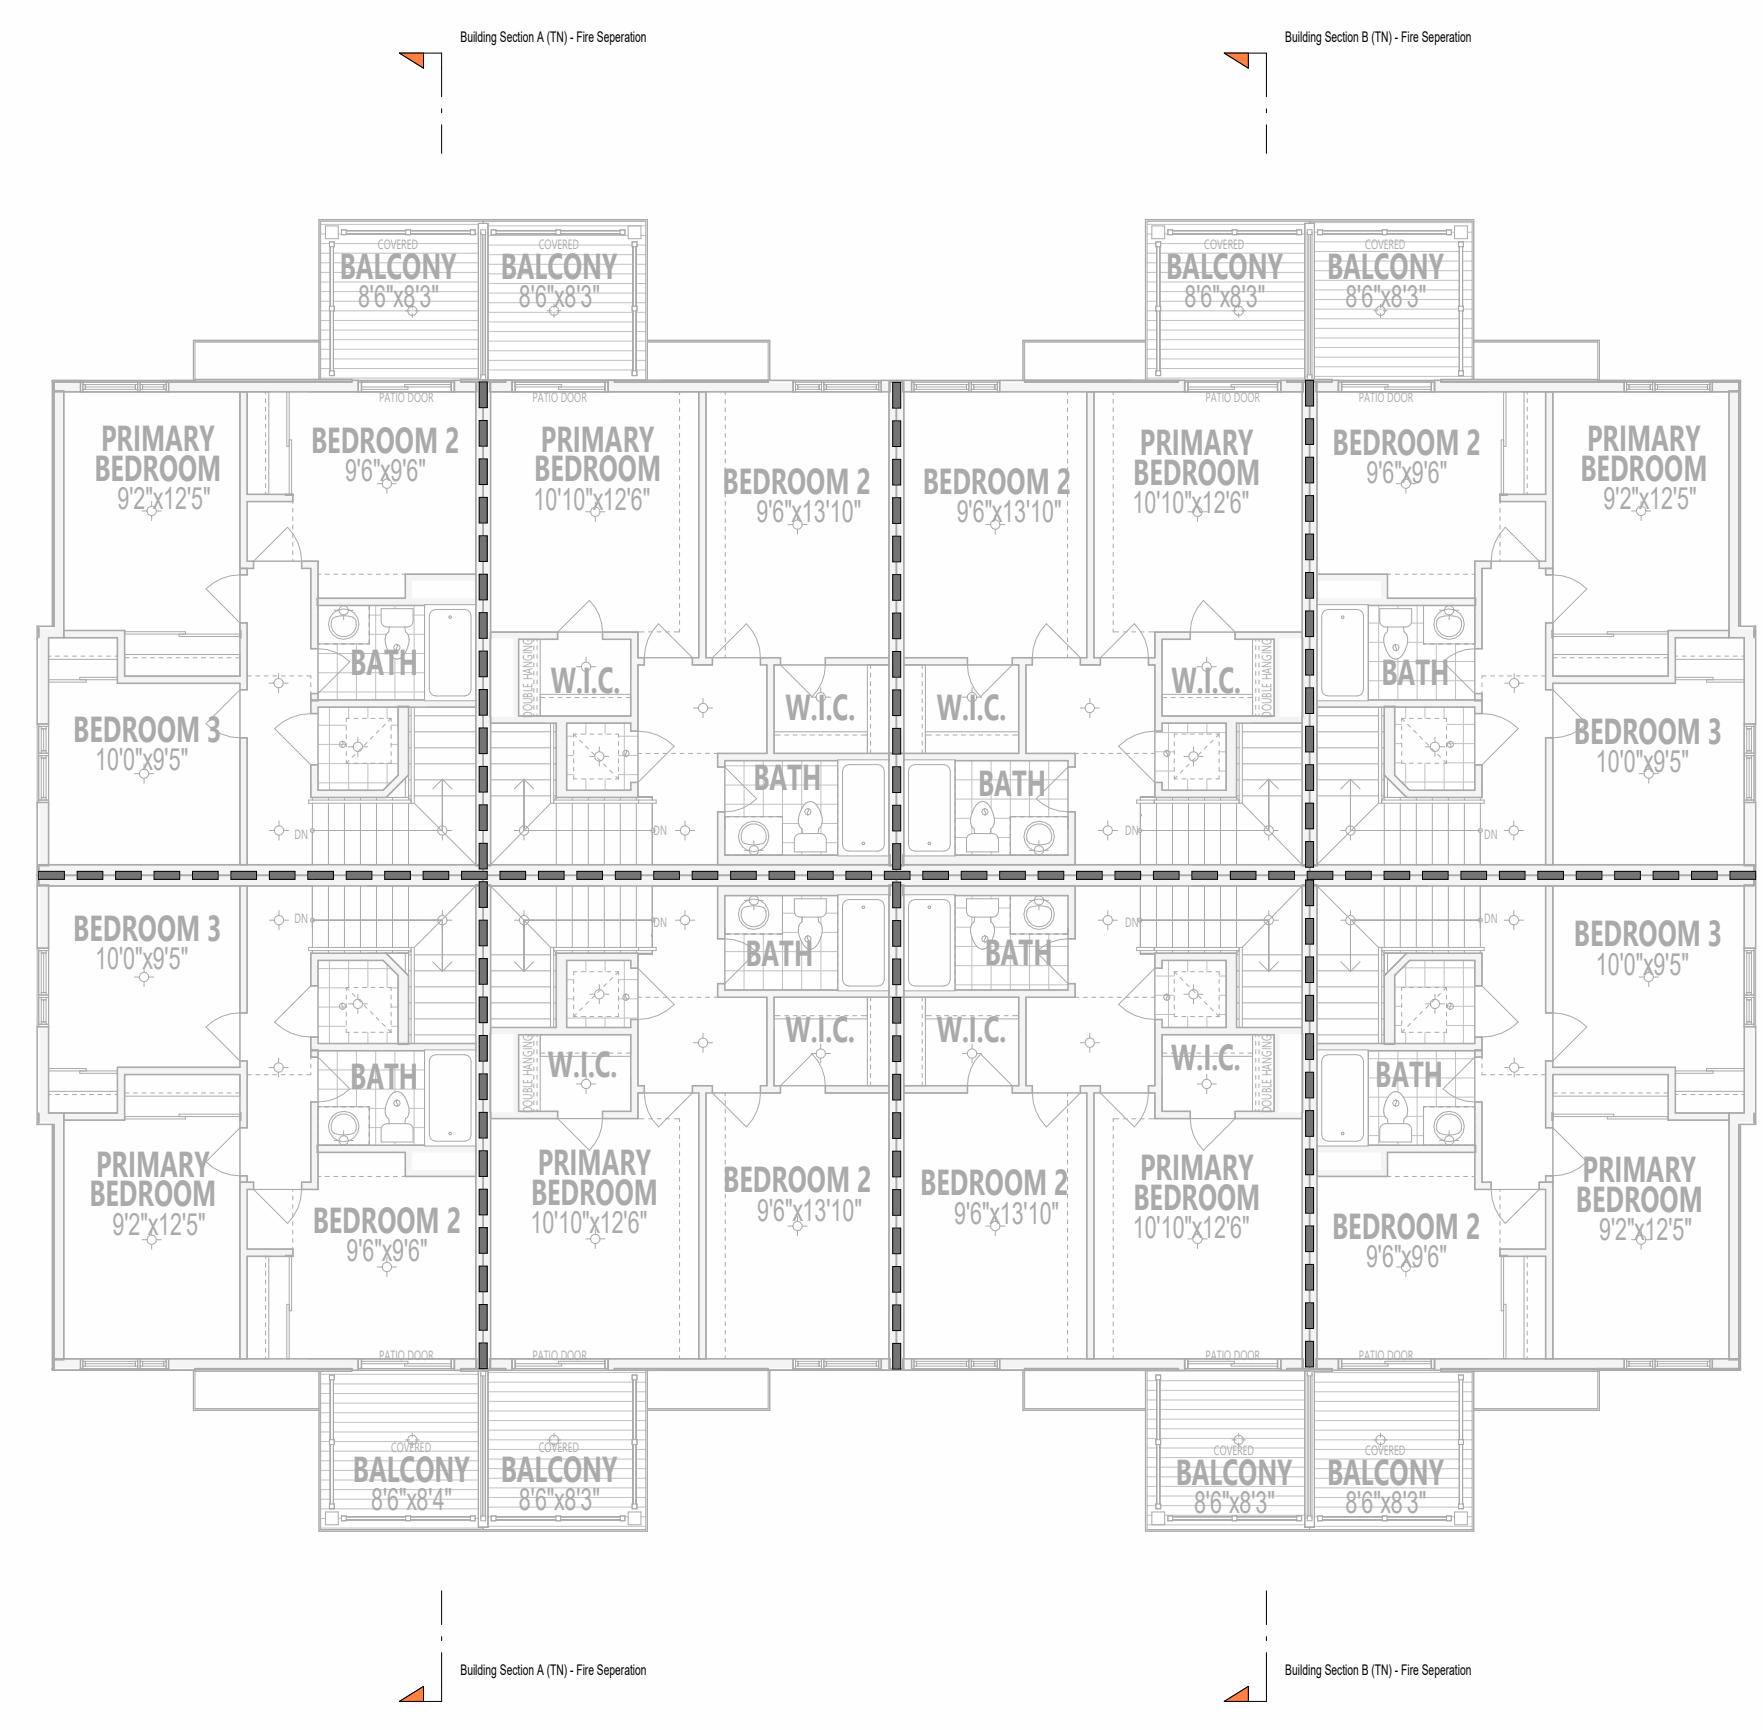 Building Section A (TN) - Fire Seperation
Building Section B (TN) - Fire Seperation
COVERED
BALCONY
8'6"x8'3"
COVERED
BALCONY
8'6"x8'3"
COVERED
BALCONY
8'6"x8'3"
COVERED
BALCONY
8'6"x8'3"
PATIO DOOR
PATIO DOOR
PATIO DOOR
PATIO DOOR
PRIMARY
BEDROOM
9'2"x12'5"
BEDROOM 2
9'6"x9'6"
PRIMARY
BEDROOM
10'10"x12'6"
BEDROOM 2
9'6"x13'10"
BEDROOM 2
9'6"x13'10"
PRIMARY
BEDROOM
10'10"x12'6"
BEDROOM 2
9'6"x9'6"
PRIMARY
BEDROOM
9'2"x12'5"
BATH
DOUBLE HANGING
W.I.C.
W.I.C.
W.I.C.
W.I.C.
DOUBLE HANGING
BATH
BEDROOM 3
10'0"x9'5"
BATH
BATH
BEDROOM 3
10'0"x9'5"
DN
DN
DN
DN
DN
DN
DN
DN
BEDROOM 3
10'0"x9'5"
BATH
BATH
BEDROOM 3
10'0"x9'5"
BATH
DOUBLE HANGING
W.I.C.
W.I.C.
W.I.C.
W.I.C.
DOUBLE HANGING
BATH
PRIMARY
BEDROOM
9'2"x12'5"
BEDROOM 2
9'6"x9'6"
PRIMARY
BEDROOM
10'10"x12'6"
BEDROOM 2
9'6"x13'10"
BEDROOM 2
9'6"x13'10"
PRIMARY
BEDROOM
10'10"x12'6"
BEDROOM 2
9'6"x9'6"
PRIMARY
BEDROOM
9'2"x12'5"
PATIO DOOR
PATIO DOOR
PATIO DOOR
PATIO DOOR
COVERED
BALCONY
8'6"x8'4"
COVERED
BALCONY
8'6"x8'3"
COVERED
BALCONY
8'6"x8'3"
COVERED
BALCONY
8'6"x8'3"
Building Section A (TN) - Fire Seperation
Building Section B (TN) - Fire Seperation